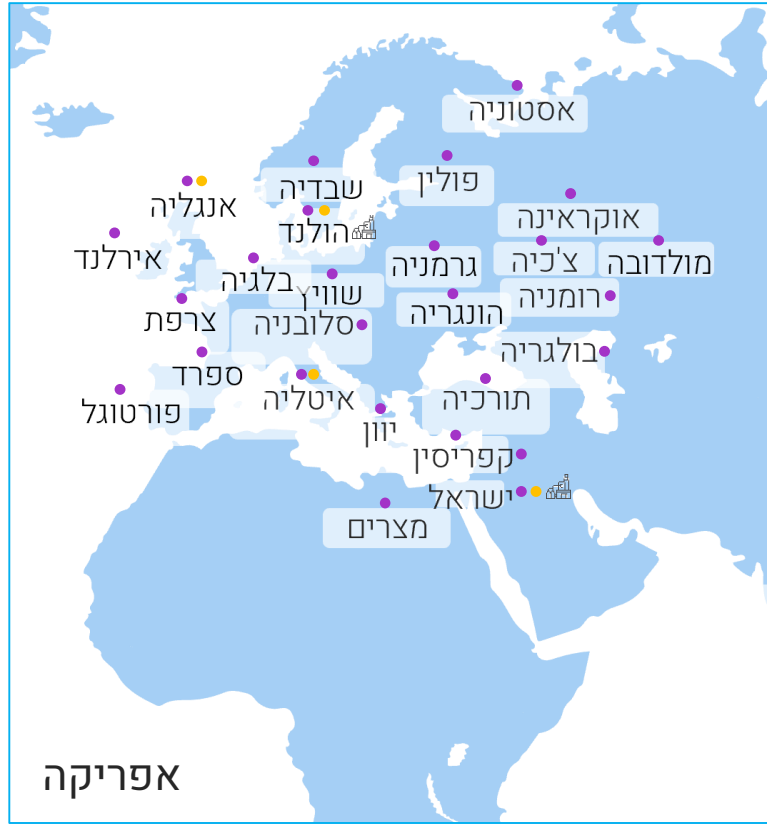 אסטוניה
פולין
שבדיה
אנגליה
אוקראינה
הולנד
אירלנד
צ'כיה
מולדובה
גרמניה
בלגיה
שוויץ
רומניה
הונגריה
צרפת
סלובניה
בולגריה
ספרד
איטליה
תורכיה
פורטוגל
יוון
קפריסין
ישראל
מצרים
אפריקה